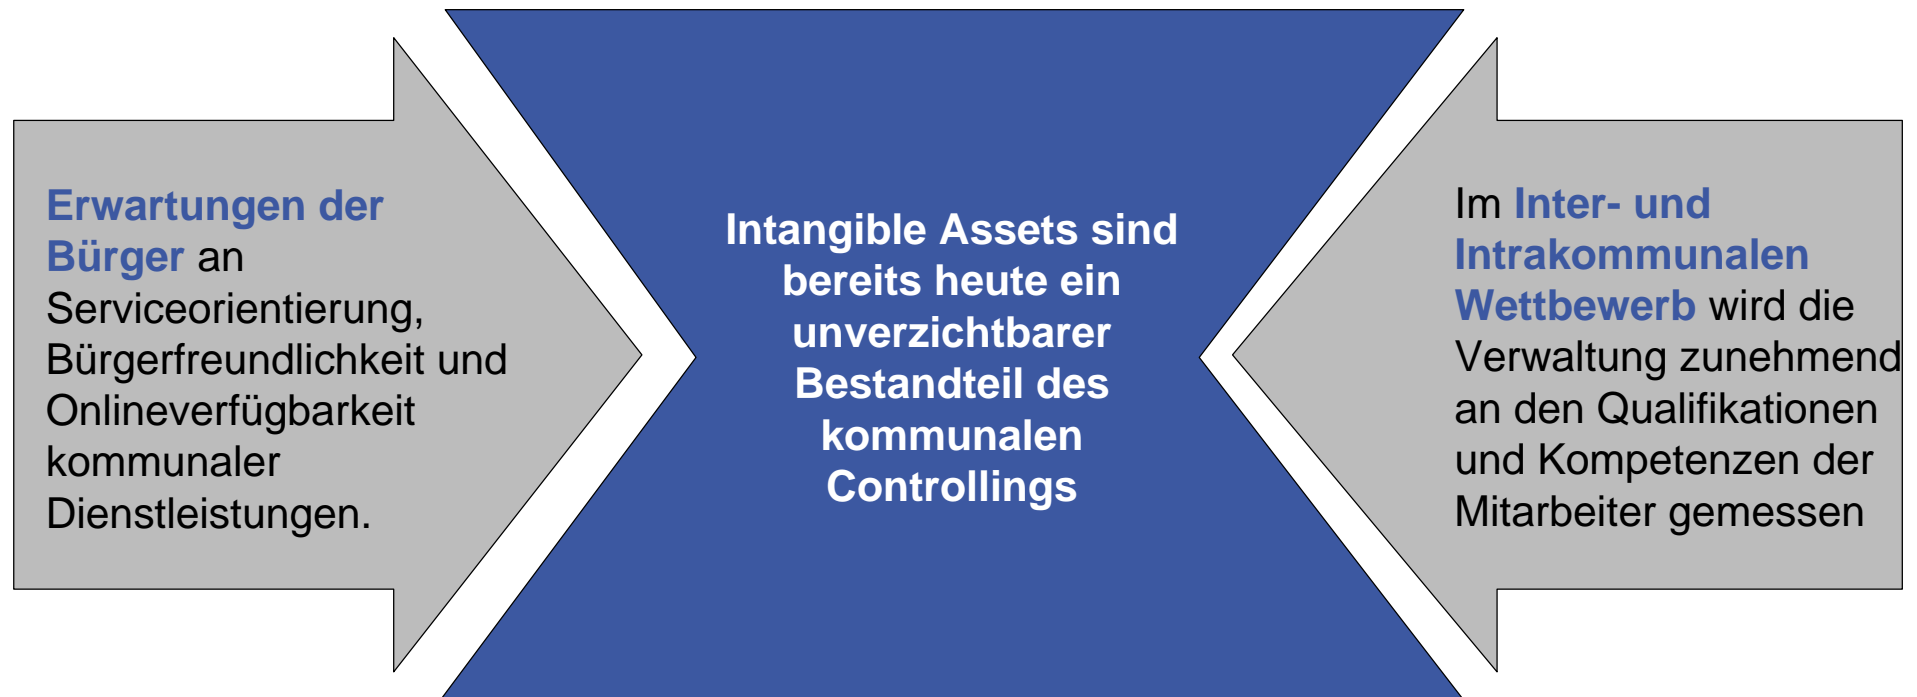 Erwartungen der
Bürger an
Serviceorientierung,
Bürgerfreundlichkeit und
Onlineverfügbarkeit
kommunaler
Dienstleistungen.
Intangible Assets sind
bereits heute ein
unverzichtbarer
Bestandteil des
kommunalen
Controllings
Im Inter- und
Intrakommunalen
Wettbewerb wird die
Verwaltung zunehmend
an den Qualifikationen
und Kompetenzen der
Mitarbeiter gemessen